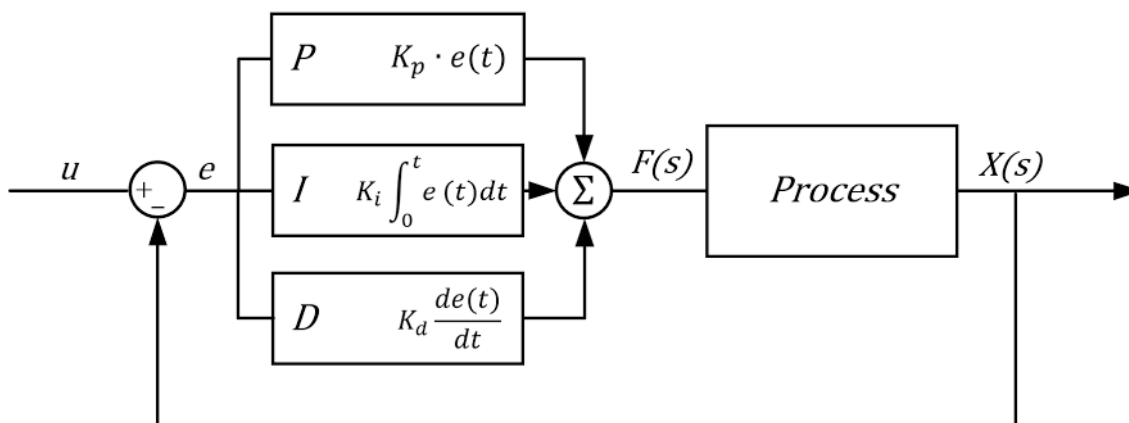 P K_p · e(t)
u
+
−
e
I K_i ∫_0^t e (t)dt
Σ
F(s)
Process
X(s)
D K_d de(t)/dt